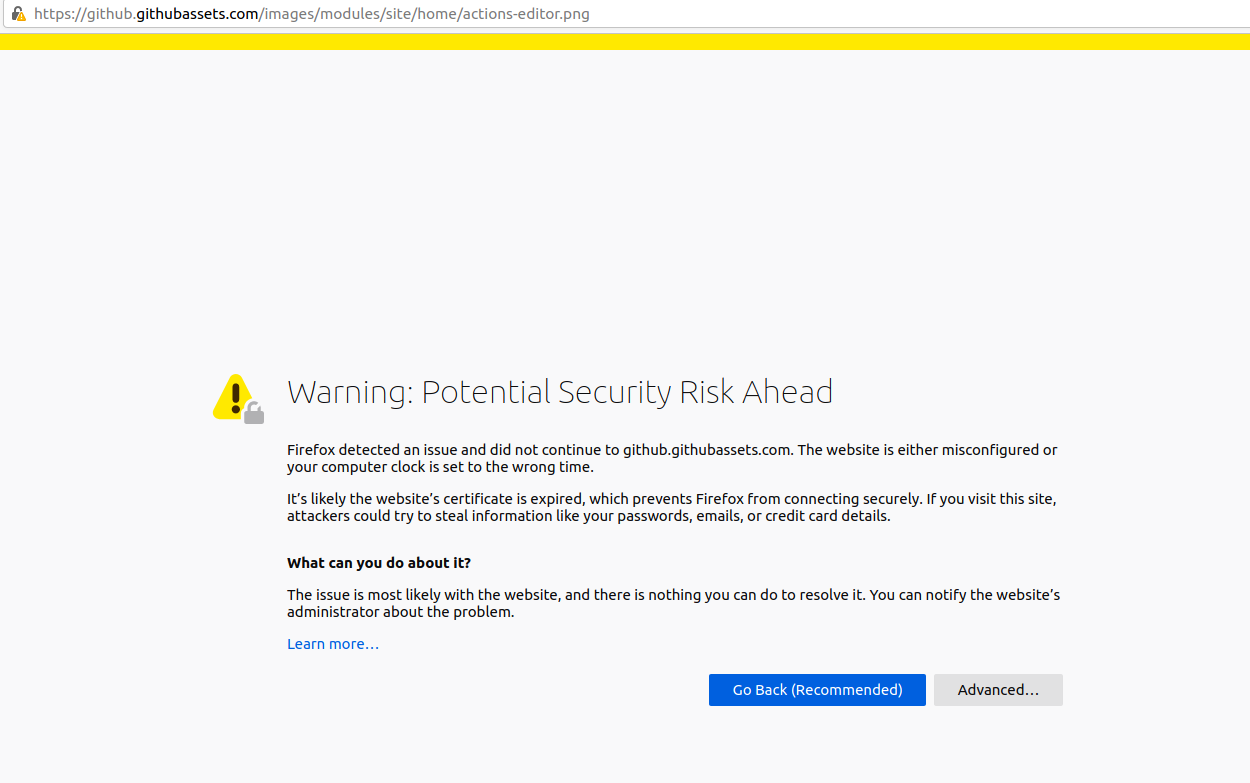 https://github.githubassets.com/images/modules/site/home/actions-editor.png
Warning: Potential Security Risk Ahead
Firefox detected an issue and did not continue to github.githubassets.com. The website is either misconfigured or
your computer clock is set to the wrong time.
It’s likely the website’s certificate is expired, which prevents Firefox from connecting securely. If you visit this site,
attackers could try to steal information like your passwords, emails, or credit card details.
What can you do about it?
The issue is most likely with the website, and there is nothing you can do to resolve it. You can notify the website’s
administrator about the problem.
Learn more…
Go Back (Recommended)
Advanced…